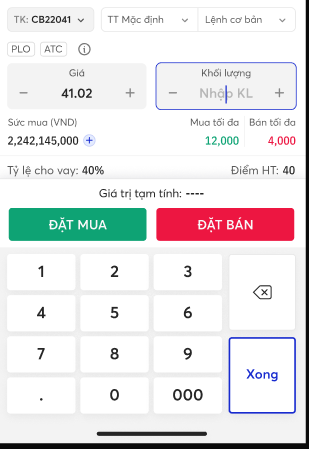 TK: CB22041 TT Mặc định Lệnh cơ bản
PLO ATC
Giá Khối lượng
41.02 Nhập KL
Sức mua (VND) Mua tối đa Bán tối đa
2,242,145,000 12,000 4,000
Tỷ lệ cho vay: 40% Điểm HT: 40
Giá trị tạm tính: ----
ĐẶT MUA ĐẶT BÁN
1 2 3
4 5 6
7 8 9
Xong
. 0 000